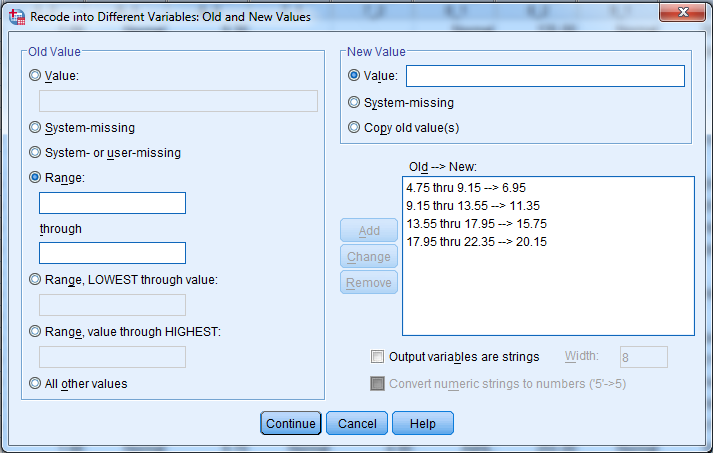 Recode into Different Variables: Old and New Values
Old Value
Value:
System-missing
System- or user-missing
Range:
through
Range, LOWEST through value:
Range, value through HIGHEST:
All other values
New Value
Value:
System-missing
Copy old value(s)
Old --> New:
4.75 thru 9.15 --> 6.95
9.15 thru 13.55 --> 11.35
13.55 thru 17.95 --> 15.75
17.95 thru 22.35 --> 20.15
Add
Change
Remove
Output variables are strings
Width:
8
Convert numeric strings to numbers ('5'->5)
Continue
Cancel
Help